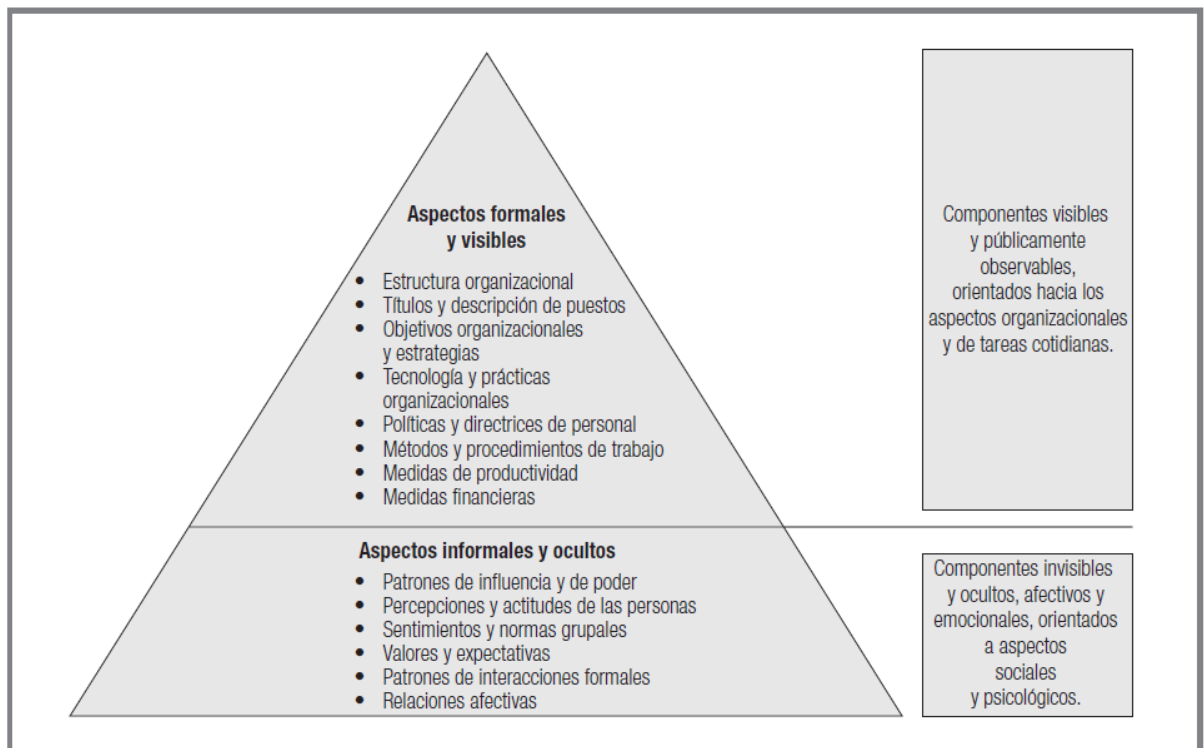 Aspectos formales
y visibles
• Estructura organizacional
• Títulos y descripción de puestos
• Objetivos organizacionales
y estrategias
• Tecnología y prácticas
organizacionales
• Políticas y directrices de personal
• Métodos y procedimientos de trabajo
• Medidas de productividad
• Medidas financieras
Componentes visibles
y públicamente
observables,
orientados hacia los
aspectos organizacionales
y de tareas cotidianas.
Aspectos informales y ocultos
• Patrones de influencia y de poder
• Percepciones y actitudes de las personas
• Sentimientos y normas grupales
• Valores y expectativas
• Patrones de interacciones formales
• Relaciones afectivas
Componentes invisibles
y ocultos, afectivos y
emocionales, orientados
a aspectos
sociales
y psicológicos.